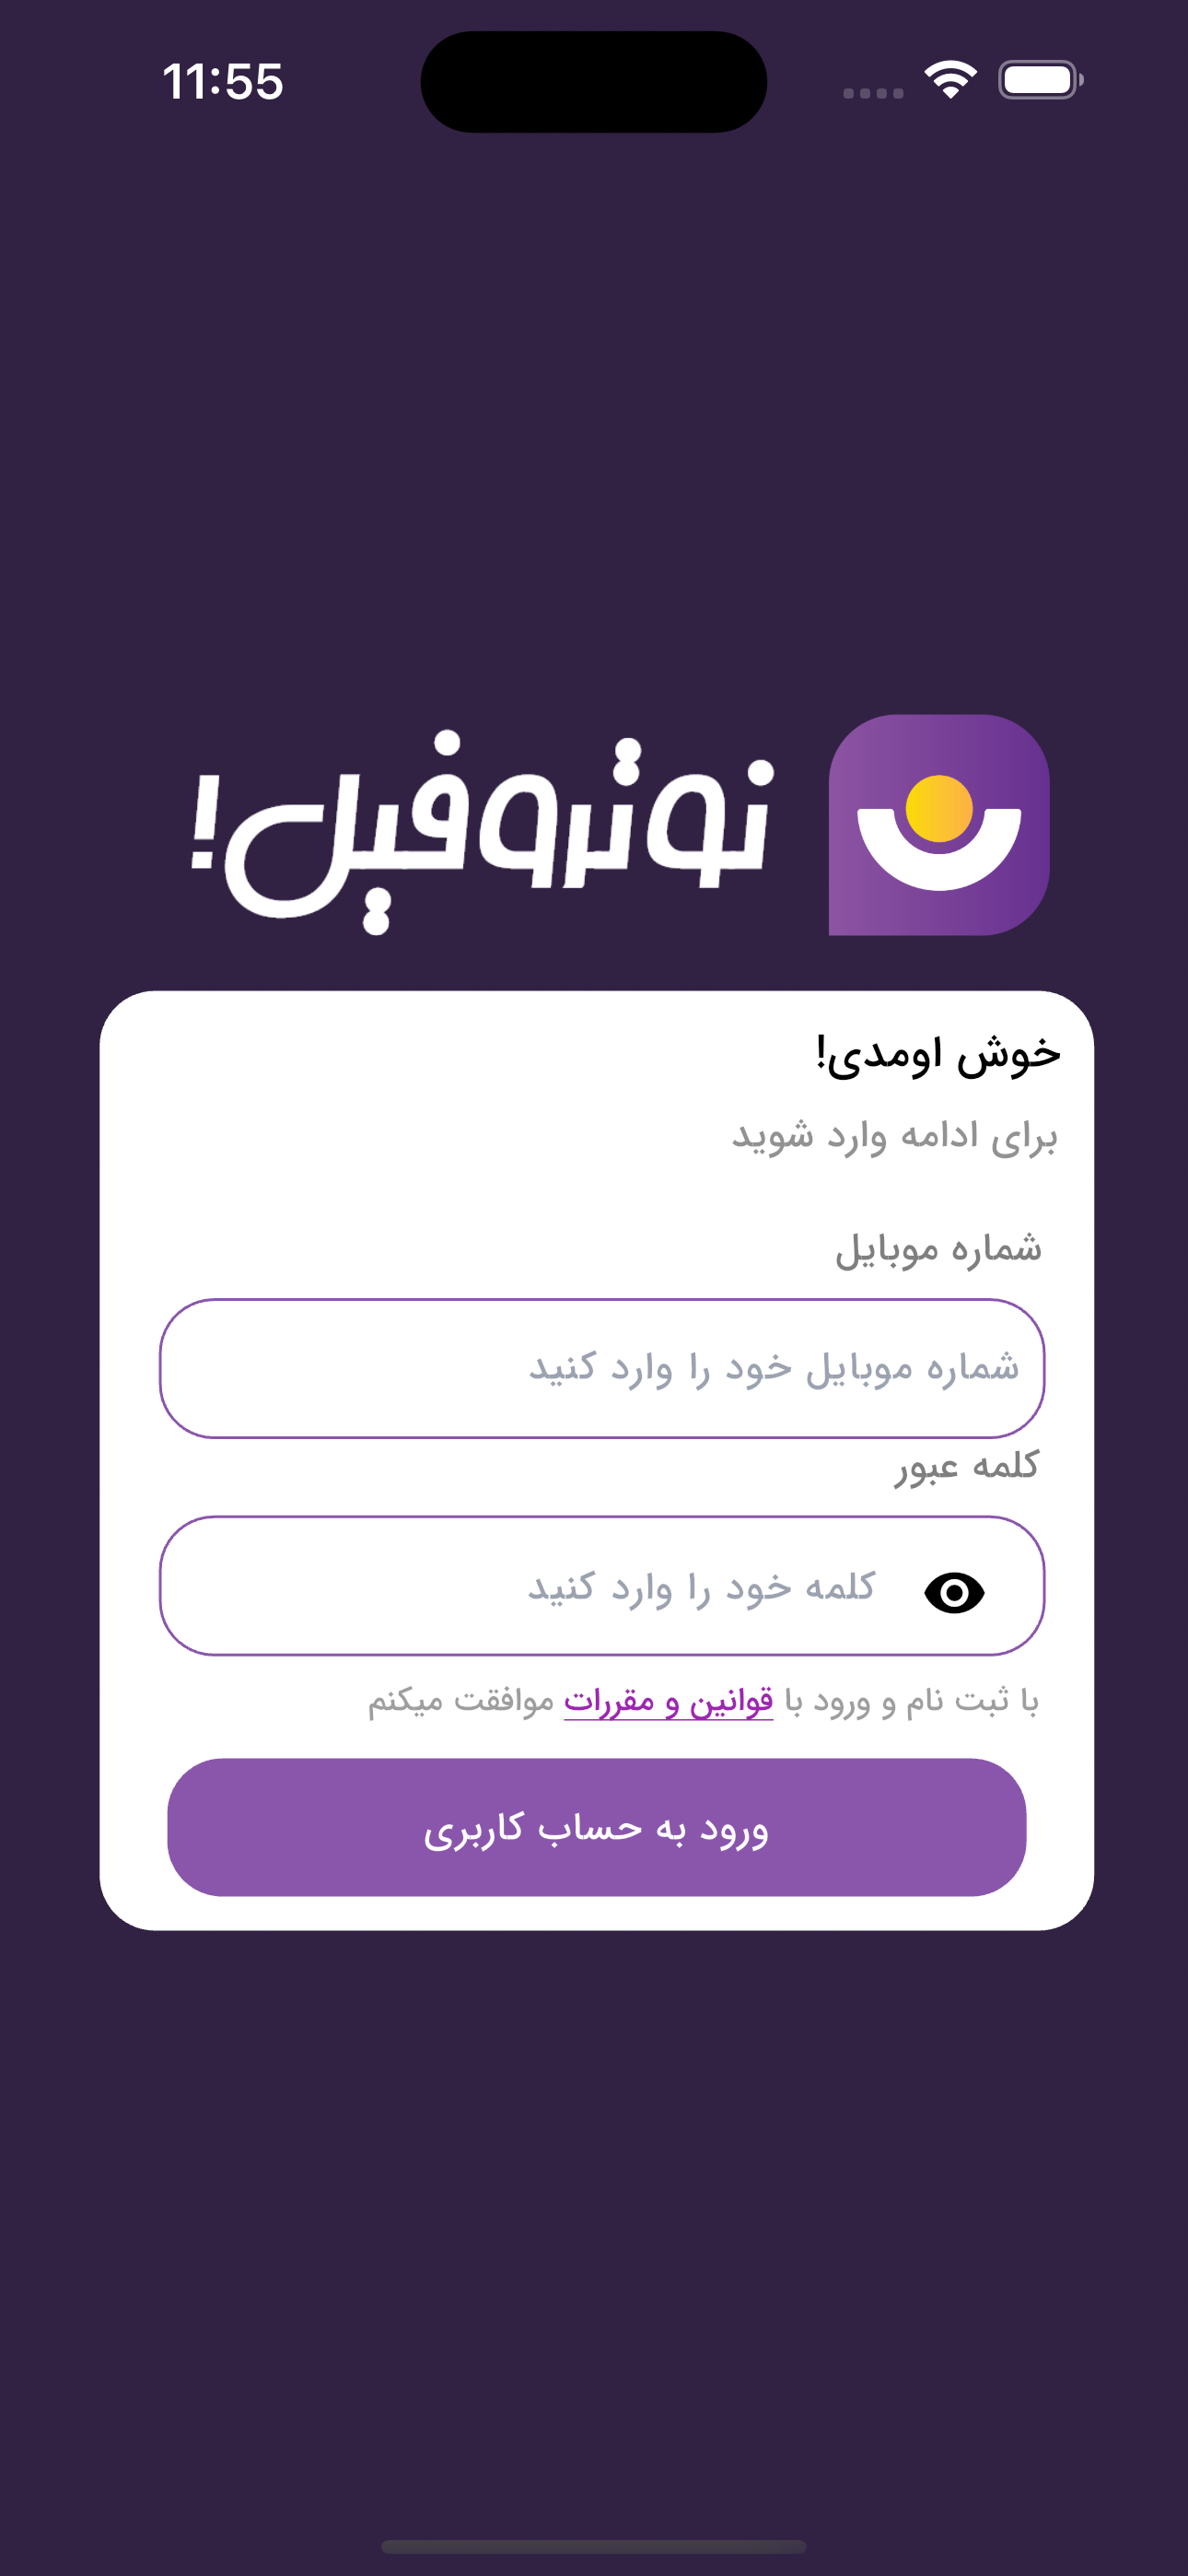 11:55
نوتروفیل!
خوش اومدی!
برای ادامه وارد شوید
شماره موبایل
شماره موبایل خود را وارد کنید
کلمه عبور
کلمه خود را وارد کنید
با ثبت نام و ورود با قوانین و مقررات موافقت میکنم
ورود به حساب کاربری